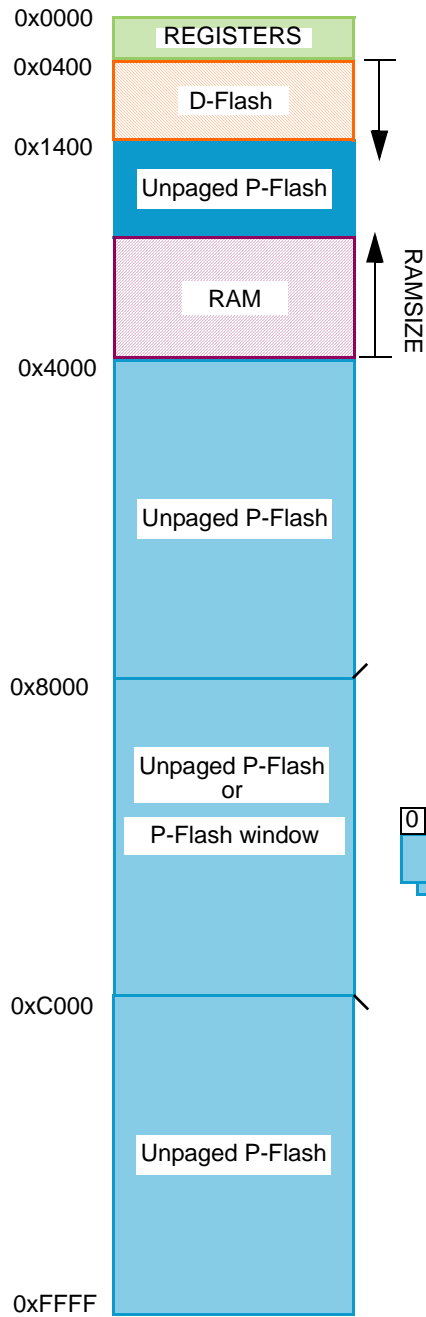 0x0000
REGISTERS
0x0400
D-Flash
0x1400
Unpaged P-Flash
RAM
RAMSIZE
0x4000
Unpaged P-Flash
0x8000
Unpaged P-Flash
or
P-Flash window
0
0xC000
Unpaged P-Flash
0xFFFF